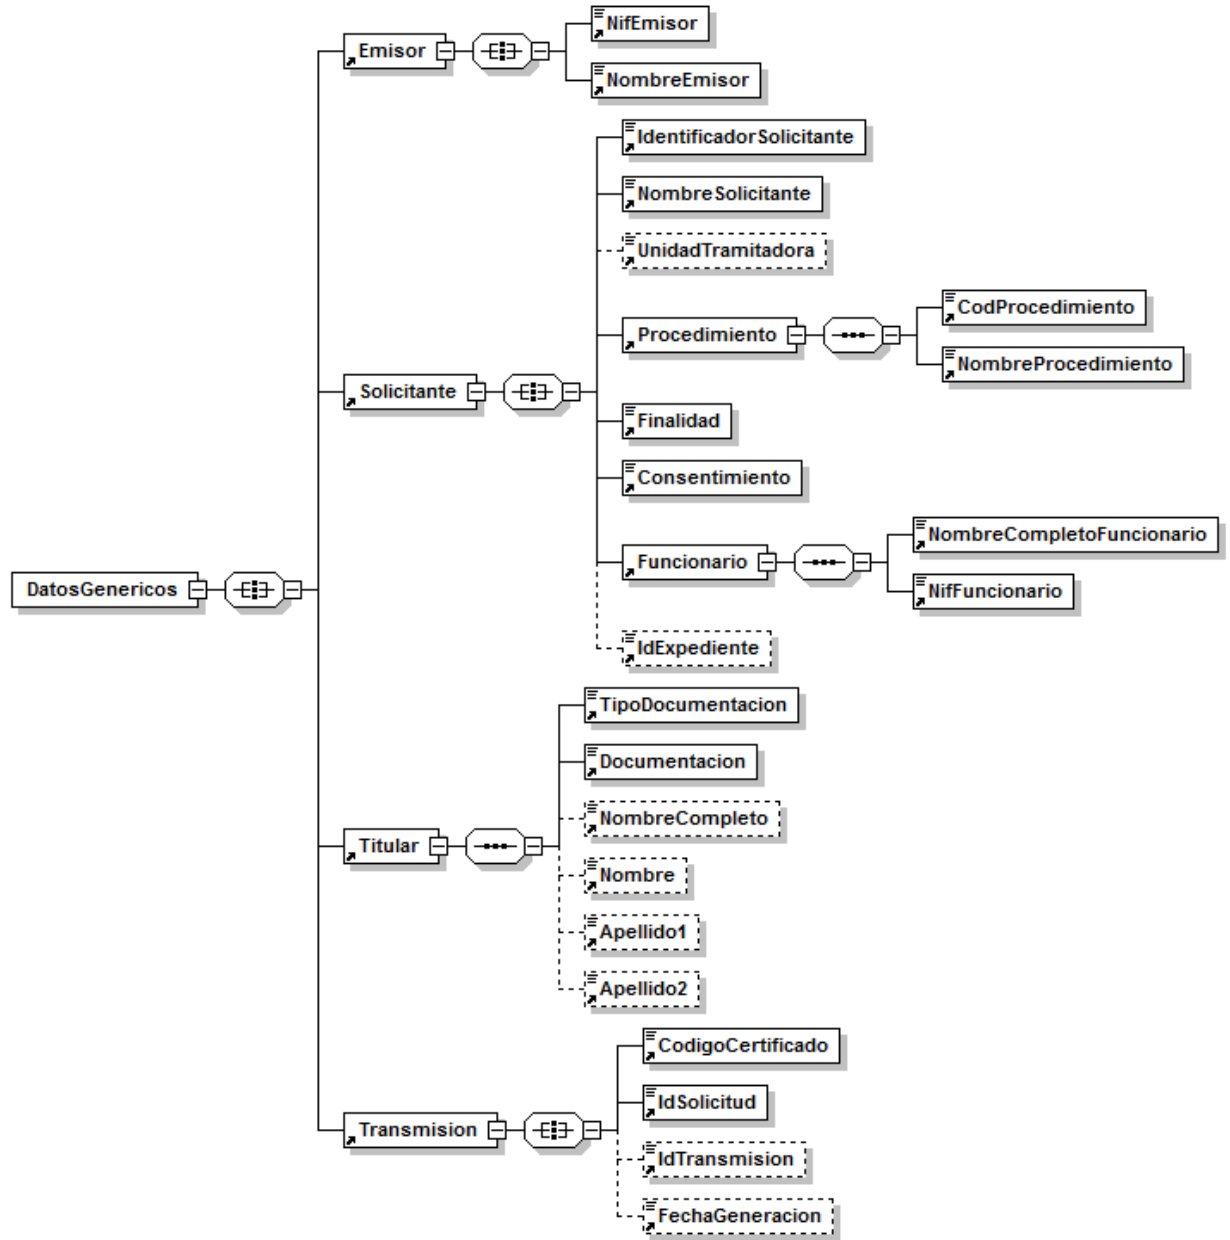 NifEmisor
Emisor
NombreEmisor
IdentificadorSolicitante
NombreSolicitante
UnidadTramitadora
CodProcedimiento
Procedimiento
NombreProcedimiento
Solicitante
Finalidad
Consentimiento
NombreCompletoFuncionario
Funcionario
NifFuncionario
DatosGenericos
IdExpediente
TipoDocumentacion
Documentacion
NombreCompleto
Titular
Nombre
Apellido1
Apellido2
CodigoCertificado
IdSolicitud
Transmision
IdTransmision
FechaGeneracion